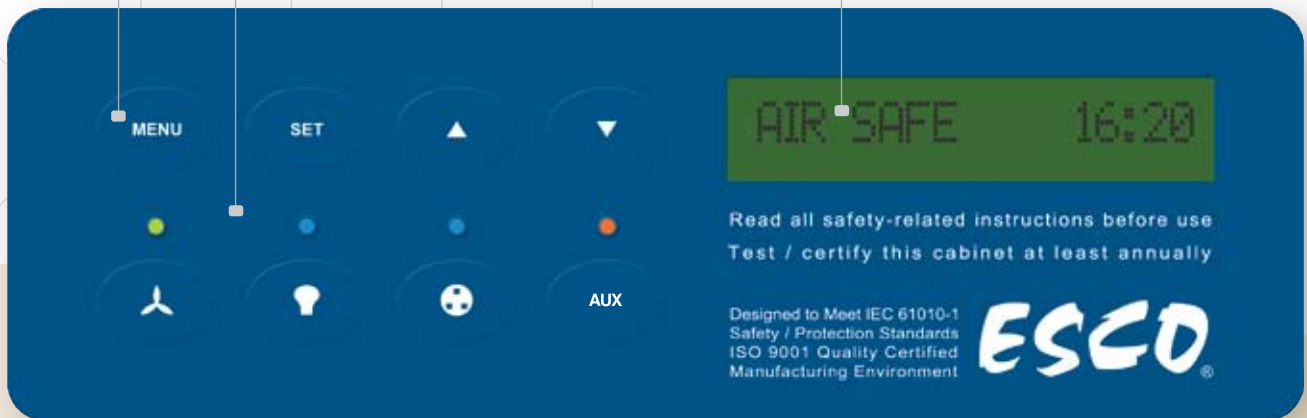 MENU SET
AIR SAFE 16:20
Read all safety-related instructions before use
Test / certify this cabinet at least annually
AUX
Designed to Meet IEC 61010-1
Safety / Protection Standards
ISO 9001 Quality Certified
Manufacturing Environment
ESCO®